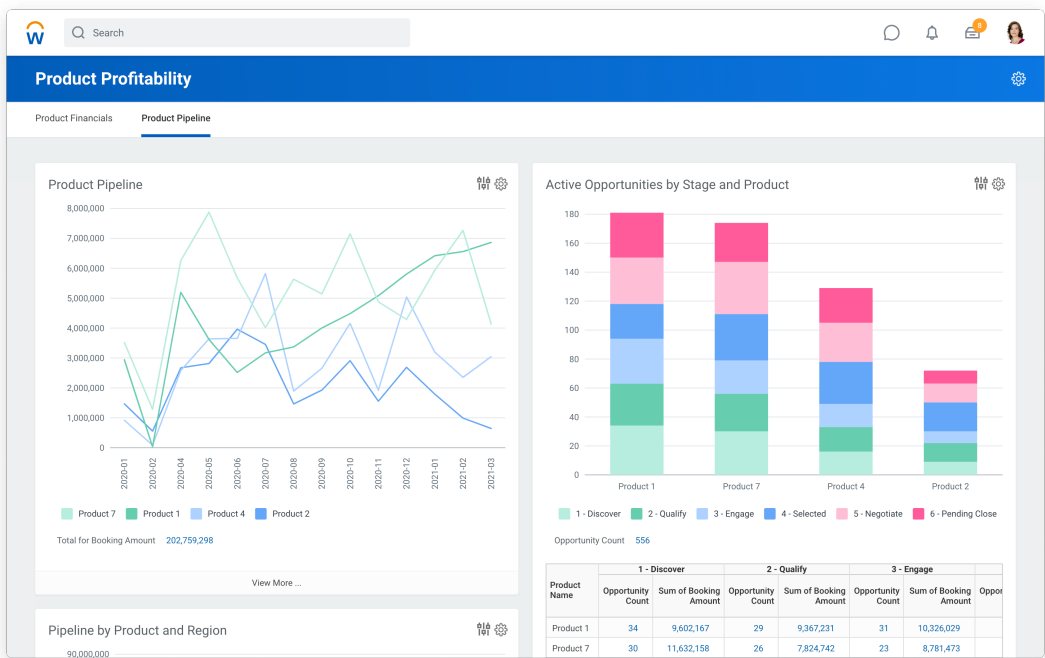 W
Search
8
Product Profitability
Product Financials
Product Pipeline
Product Pipeline
8,000,000
7,000,000
6,000,000
5,000,000
4,000,000
3,000,000
2,000,000
1,000,000
0
2020-01 2020-02 2020-04 2020-05 2020-06 2020-07 2020-08 2020-09 2020-10 2020-11 2020-12 2021-01 2021-02 2021-03
Product 7 Product 1 Product 4 Product 2
Total for Booking Amount 202,759,298
View More ...
Pipeline by Product and Region
90,000,000
Active Opportunities by Stage and Product
180
160
140
120
100
80
60
40
20
0
Product 1 Product 7 Product 4 Product 2
1 - Discover 2 - Qualify 3 - Engage 4 - Selected 5 - Negotiate 6 - Pending Close
Opportunity Count 556
Product Name 1 - Discover 2 - Qualify 3 - Engage
Opportunity Count Sum of Booking Amount Opportunity Count Sum of Booking Amount Opportunity Count Sum of Booking Amount
Product 1 34 9,602,167 29 9,367,231 31 10,326,029
Product 7 30 11,632,158 26 7,824,742 23 8,781,473